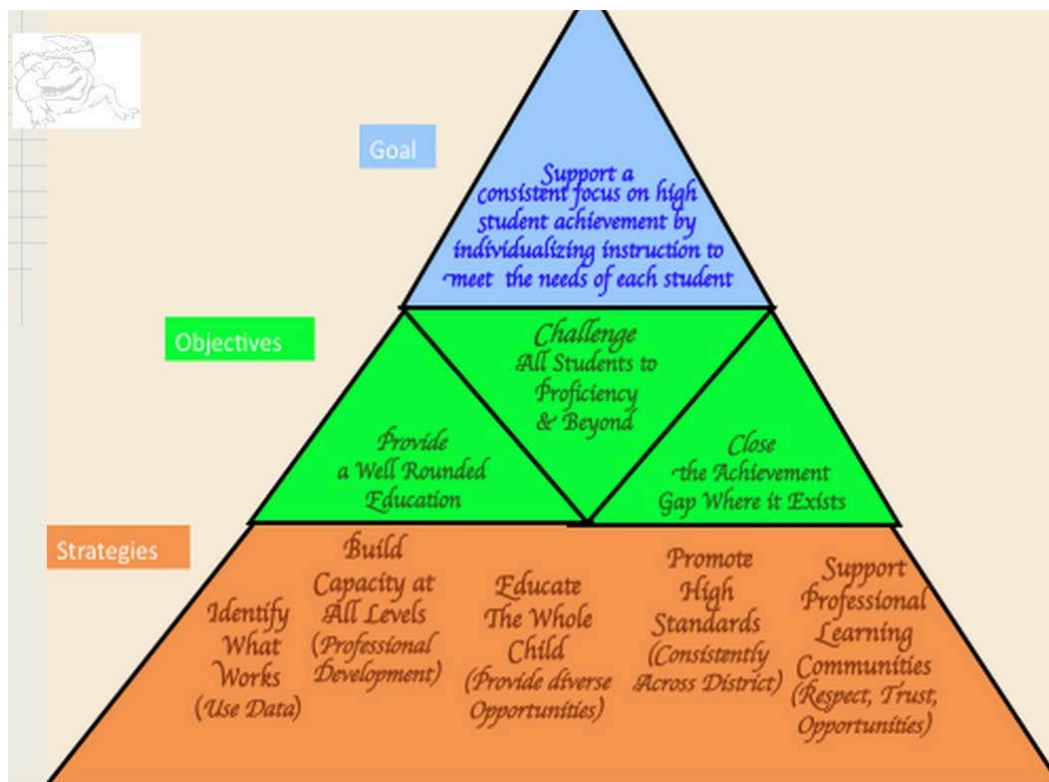 Goal
Support a
consistent focus on high
student achievement by
individualizing instruction to
meet the needs of each student
Objectives
Challenge
All Students to
Proficiency
& Beyond
Provide
a Well Rounded
Education
Close
the Achievement
Gap Where it Exists
Strategies
Identify
What
Works
(Use Data)
Build
Capacity at
All Levels
(Professional
Development)
Educate
The Whole
Child
(Provide diverse
Opportunities)
Promote
High
Standards
(Consistently
Across District)
Support
Professional
Learning
Communities
(Respect, Trust,
Opportunities)